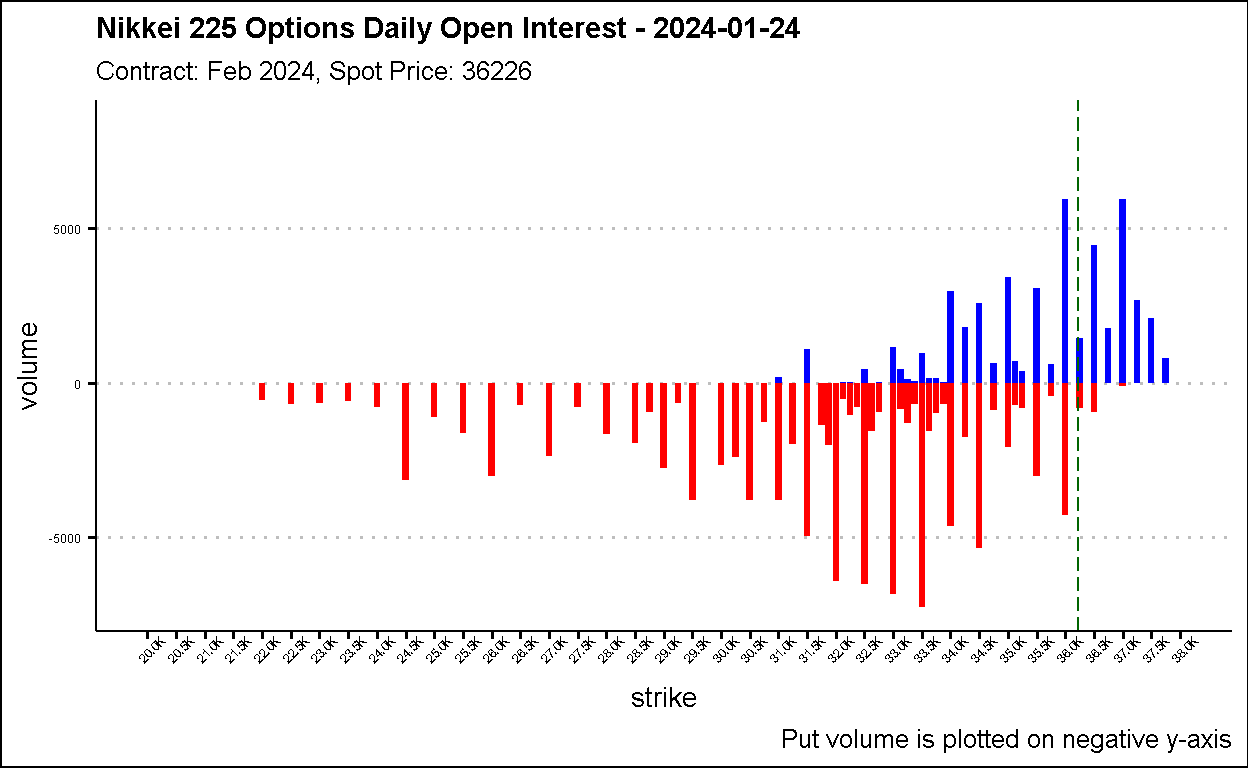 Nikkei 225 Options Daily Open Interest - 2024-01-24
Contract: Feb 2024, Spot Price: 36226
volume
5000
0
-5000
20.0K 20.5K 21.0K 21.5K 22.0K 22.5K 23.0K 23.5K 24.0K 24.5K 25.0K 25.5K 26.0K 26.5K 27.0K 27.5K 28.0K 28.5K 29.0K 29.5K 30.0K 30.5K 31.0K 31.5K 32.0K 32.5K 33.0K 33.5K 34.0K 34.5K 35.0K 35.5K 36.0K 36.5K 37.0K 37.5K 38.0K
strike
Put volume is plotted on negative y-axis